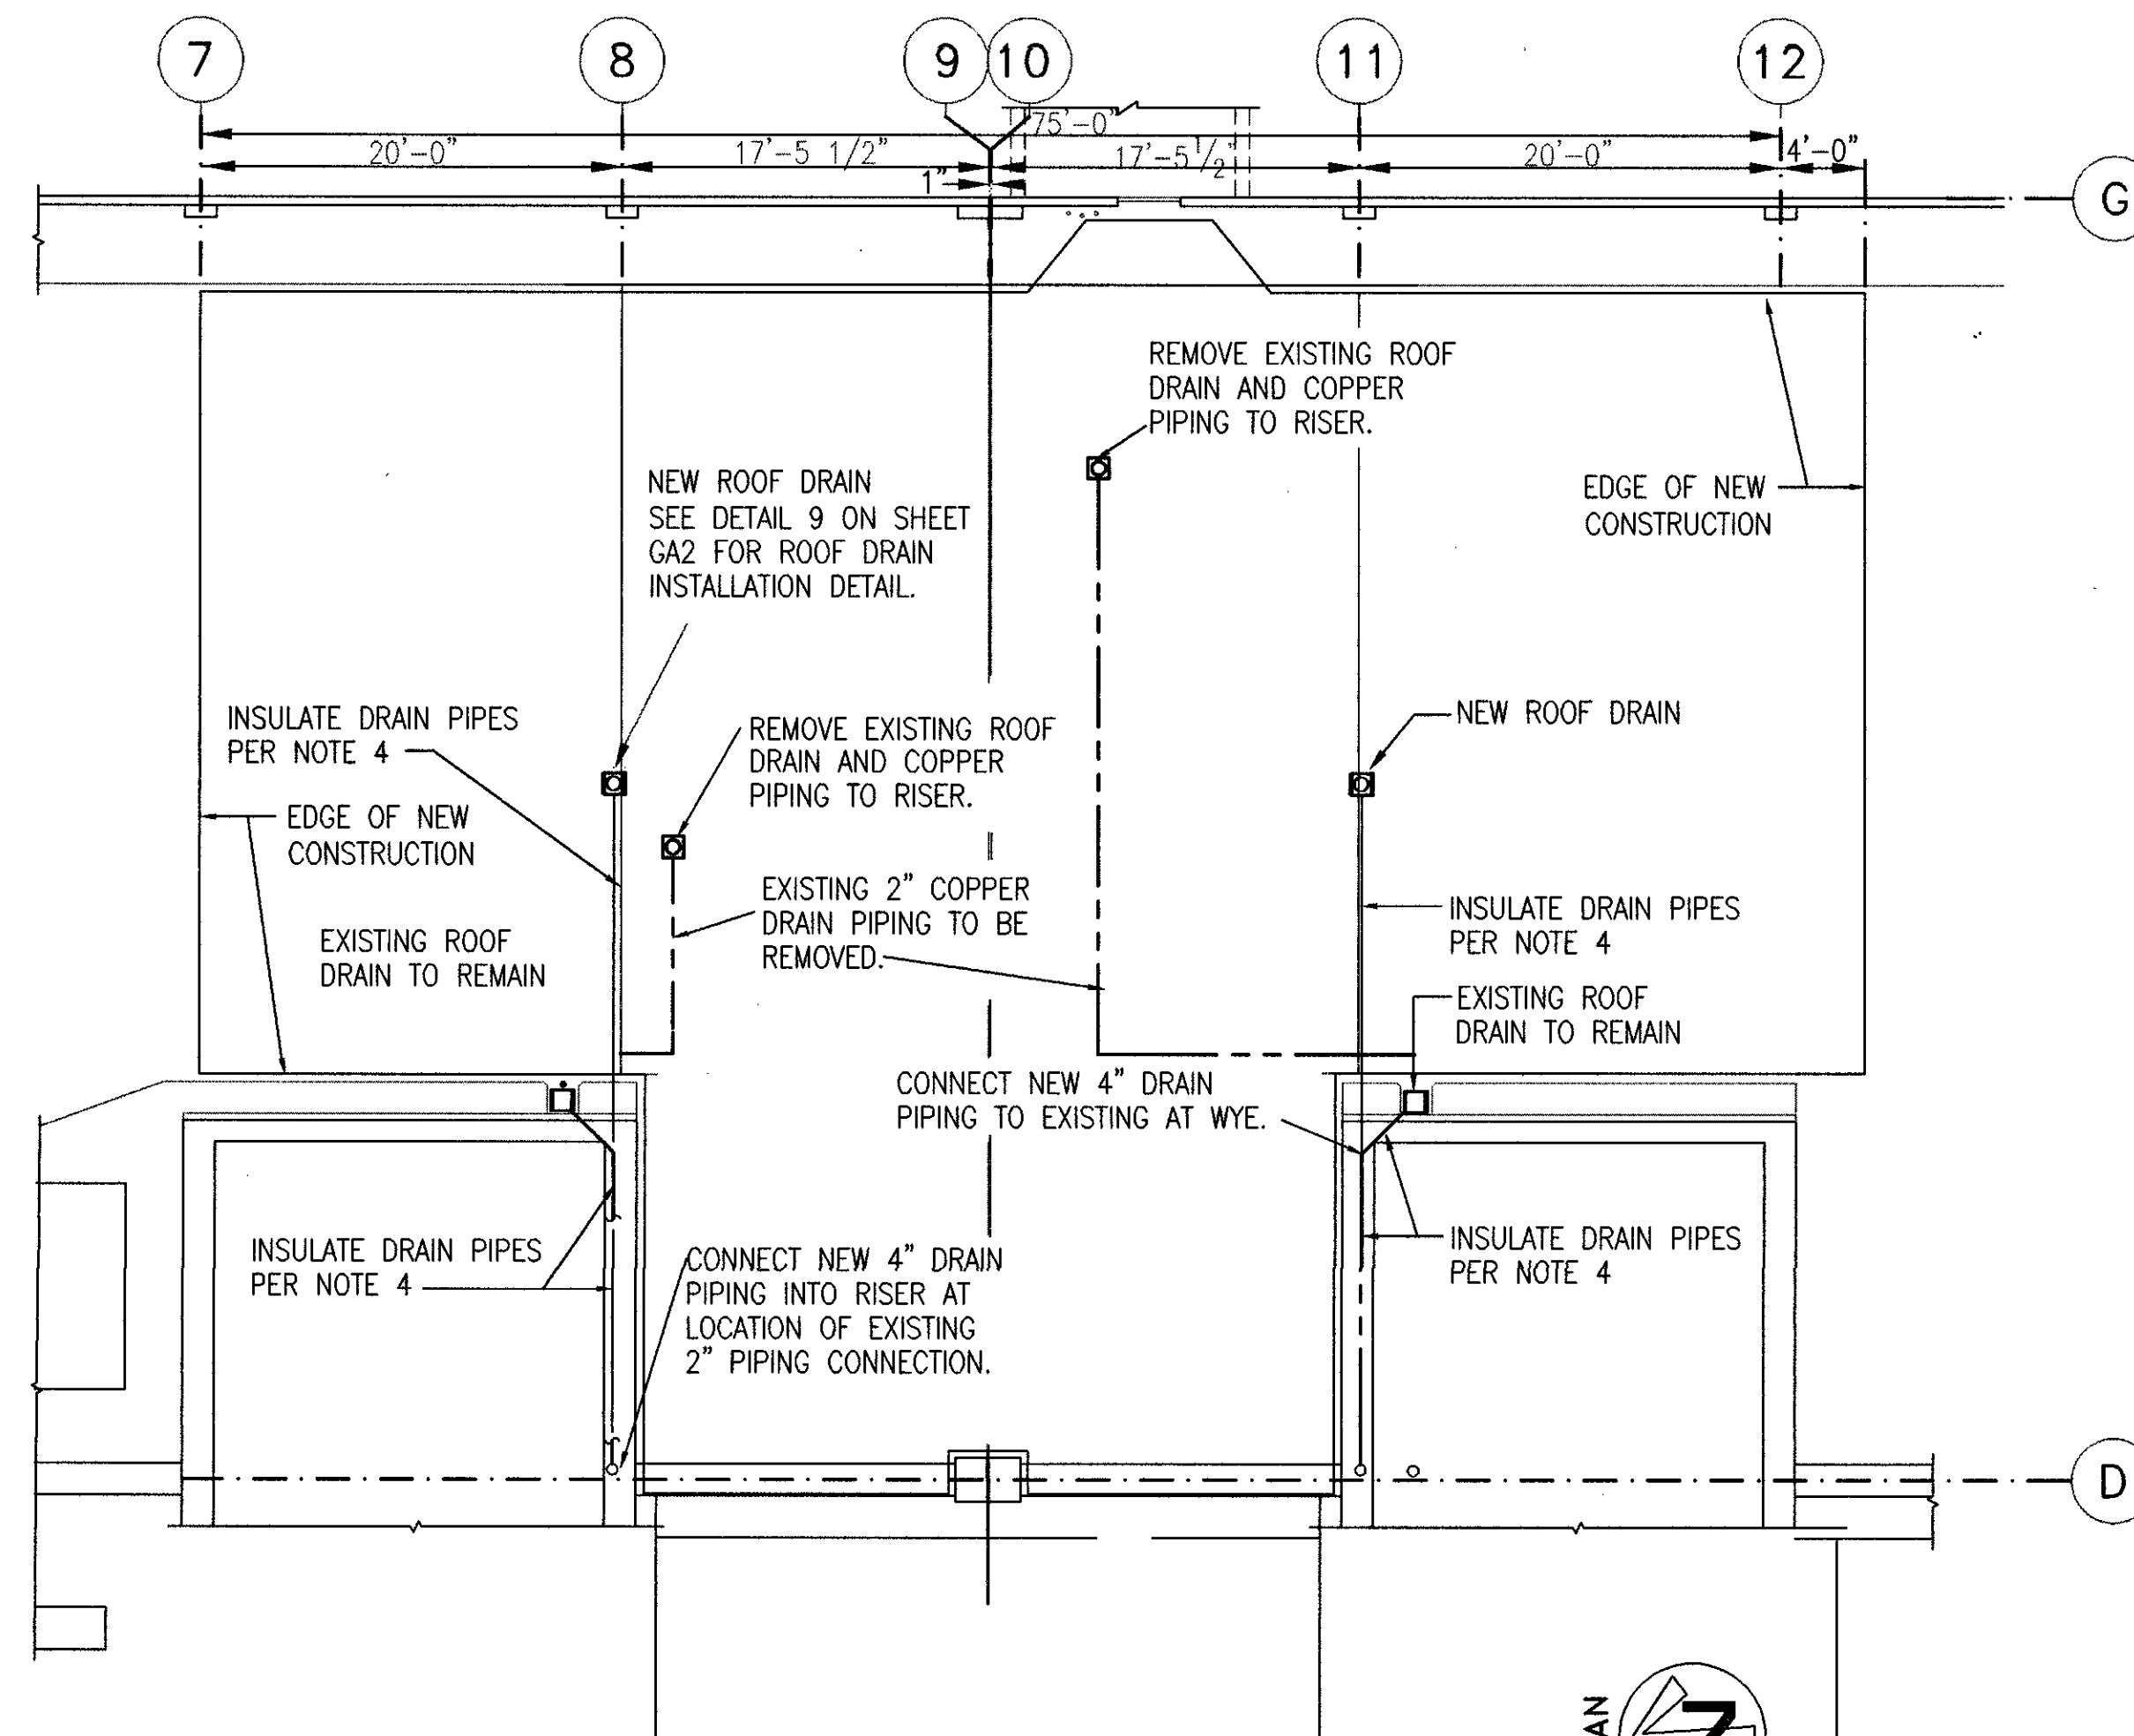 7
8
9
10
11
12
75'-0"
20'-0"
17'-5 1/2"
17'-5 1/2"
20'-0"
4'-0"
1"
G
REMOVE EXISTING ROOF
DRAIN AND COPPER
PIPING TO RISER.
NEW ROOF DRAIN
SEE DETAIL 9 ON SHEET
GA2 FOR ROOF DRAIN
INSTALLATION DETAIL.
EDGE OF NEW
CONSTRUCTION
INSULATE DRAIN PIPES
PER NOTE 4
REMOVE EXISTING ROOF
DRAIN AND COPPER
PIPING TO RISER.
NEW ROOF DRAIN
EDGE OF NEW
CONSTRUCTION
EXISTING 2" COPPER
DRAIN PIPING TO BE
REMOVED.
INSULATE DRAIN PIPES
PER NOTE 4
EXISTING ROOF
DRAIN TO REMAIN
EXISTING ROOF
DRAIN TO REMAIN
CONNECT NEW 4" DRAIN
PIPING TO EXISTING AT WYE.
INSULATE DRAIN PIPES
PER NOTE 4
CONNECT NEW 4" DRAIN
PIPING INTO RISER AT
LOCATION OF EXISTING
2" PIPING CONNECTION.
INSULATE DRAIN PIPES
PER NOTE 4
D